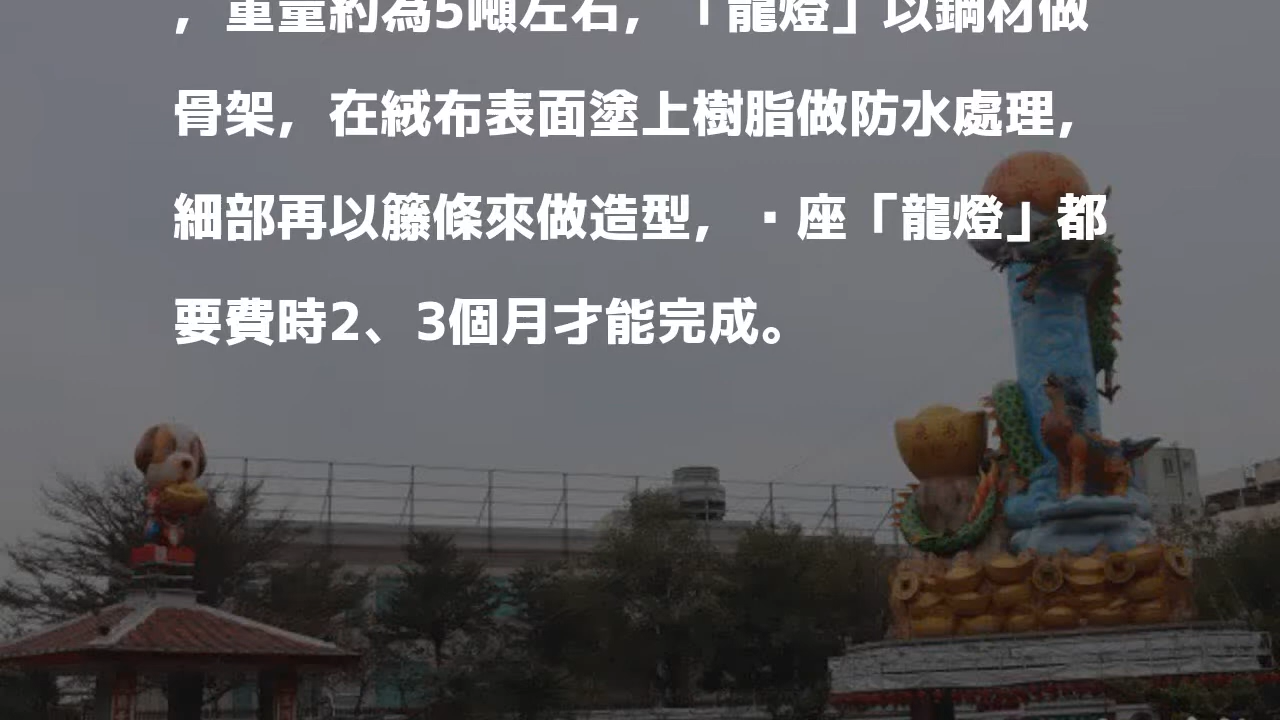 ，重量約為5噸左右，「龍燈」以鋼材做
骨架，在絨布表面塗上樹脂做防水處理，
細部再以籐條來做造型，▪座「龍燈」都
要費時2、3個月才能完成。